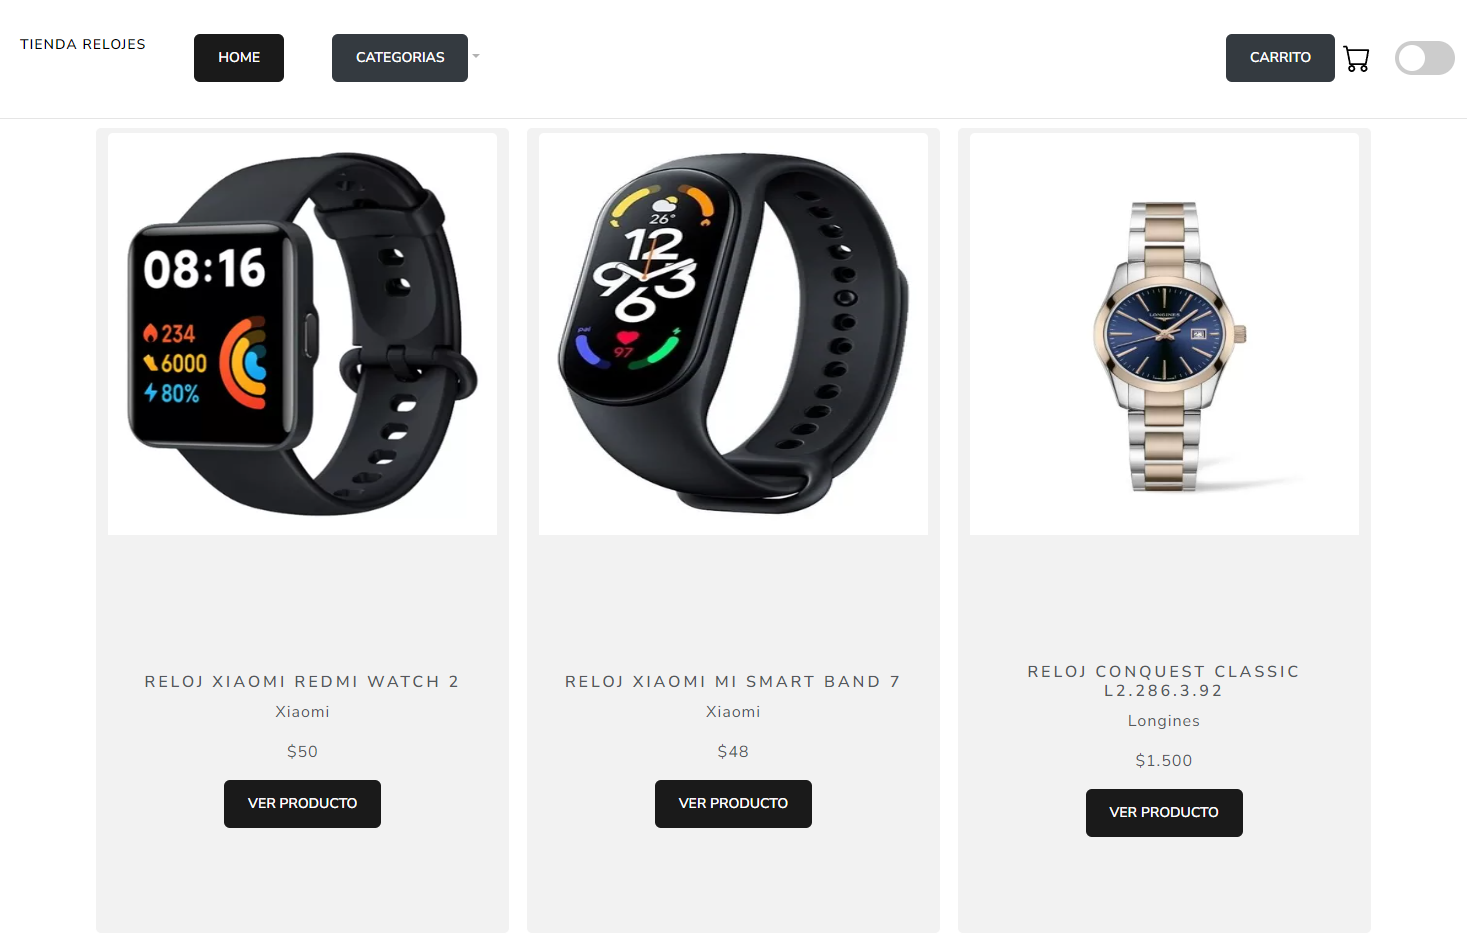 TIENDA RELOJES
HOME
CATEGORIAS
CARRITO
08:16
234
6000
80%
RELOJ XIAOMI REDMI WATCH 2
Xiaomi
$50
VER PRODUCTO
26°
12
9 3
6
pai
97
RELOJ XIAOMI MI SMART BAND 7
Xiaomi
$48
VER PRODUCTO
LONGINES
RELOJ CONQUEST CLASSIC
L2.286.3.92
Longines
$1.500
VER PRODUCTO